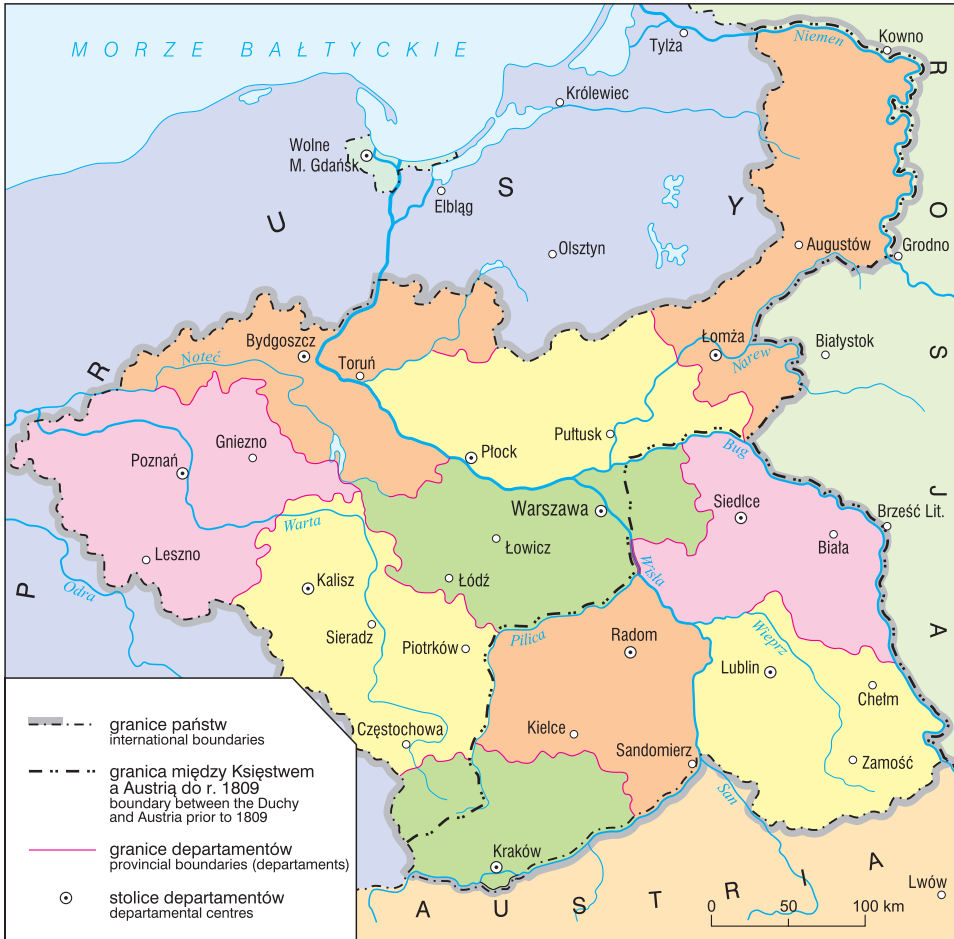 MORZE BAŁTYCKIE
Tylża
Niemen
Kowno
Królewiec
Wolne
M. Gdańsk
Elbląg
Olsztyn
Augustów
Grodno
PRUSY
ROSJA
Bydgoszcz
Toruń
Noteć
Łomża
Narew
Białystok
Gniezno
Poznań
Pułtusk
Płock
Bug
Warszawa
Siedlce
Brześć Lit.
Warta
Łowicz
Biała
Leszno
Odra
Kalisz
Łódź
Wisła
Sieradz
Piotrków
Pilica
Radom
Wieprz
Lublin
Chełm
Częstochowa
Kielce
Sandomierz
Zamość
San
Kraków
AUSTRIA
Lwów
0 50 100 km
granice państw
international boundaries
granica między Księstwem
a Austrią do r. 1809
boundary between the Duchy
and Austria prior to 1809
granice departamentów
provincial boundaries (departaments)
stolice departamentów
departamental centres